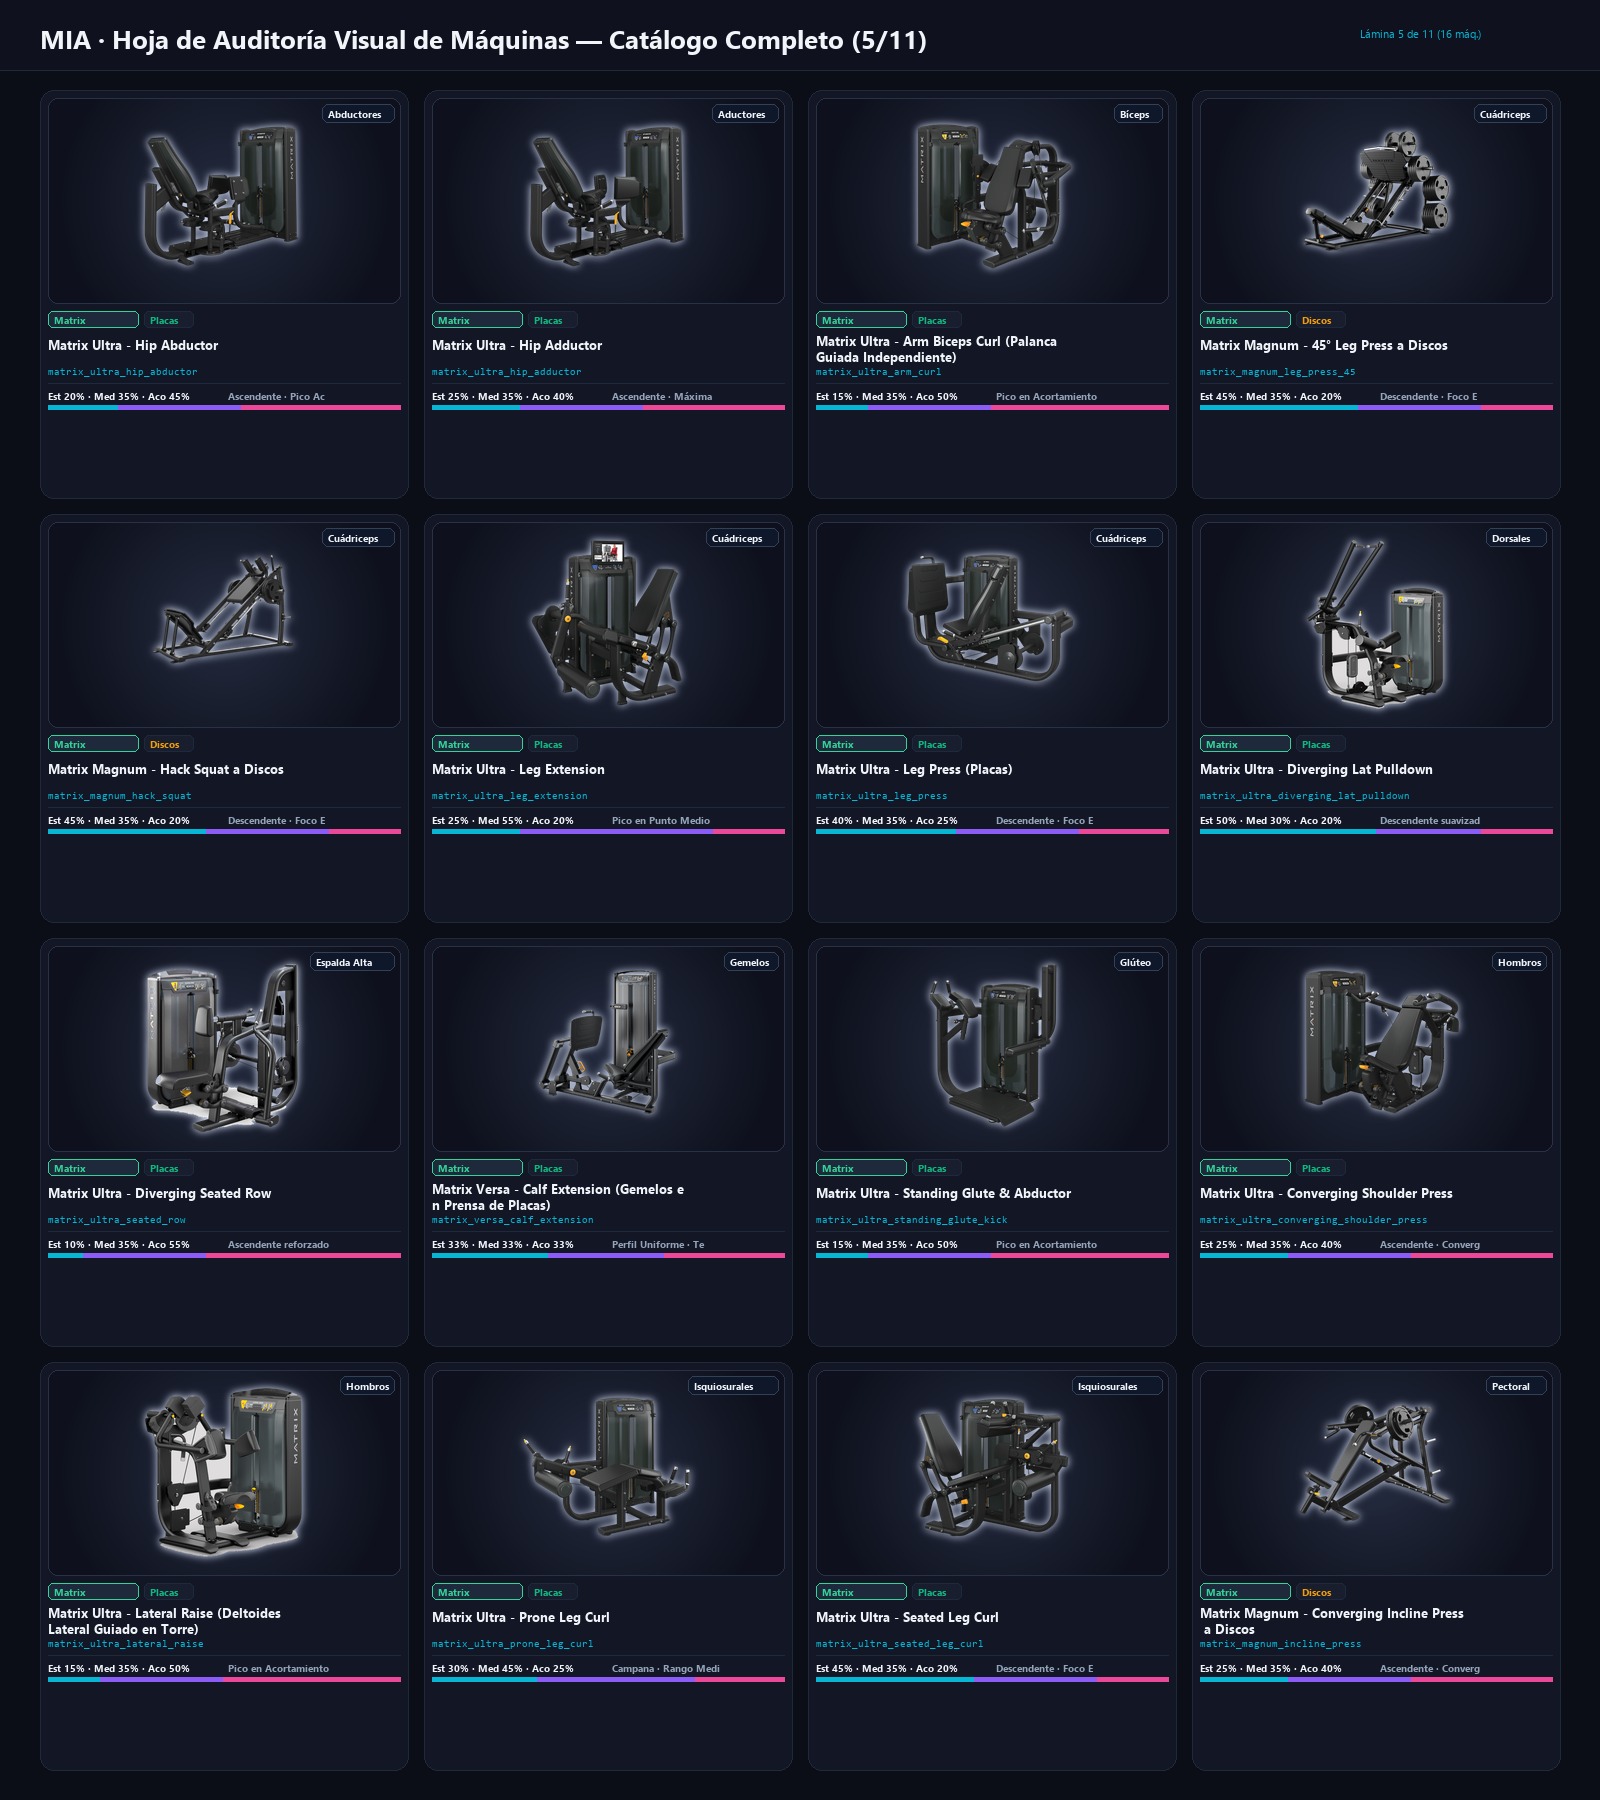 MIA · Hoja de Auditoría Visual de Máquinas — Catálogo Completo (5/11)
Lámina 5 de 11 (16 máq.)
Abductores
MATRIX
Matrix
Placas
Matrix Ultra - Hip Abductor
matrix_ultra_hip_abductor
Est 20% · Med 35% · Aco 45%
Ascendente · Pico Ac
Aductores
MATRIX
Matrix
Placas
Matrix Ultra - Hip Adductor
matrix_ultra_hip_adductor
Est 25% · Med 35% · Aco 40%
Ascendente · Máxima
Bíceps
MATRIX
Matrix
Placas
Matrix Ultra - Arm Biceps Curl (Palanca
Guiada Independiente)
matrix_ultra_arm_curl
Est 15% · Med 35% · Aco 50%
Pico en Acortamiento
Cuádriceps
Matrix
Discos
Matrix Magnum - 45° Leg Press a Discos
matrix_magnum_leg_press_45
Est 45% · Med 35% · Aco 20%
Descendente · Foco E
Cuádriceps
Matrix
Discos
Matrix Magnum - Hack Squat a Discos
matrix_magnum_hack_squat
Est 45% · Med 35% · Aco 20%
Descendente · Foco E
Cuádriceps
Matrix
Placas
Matrix Ultra - Leg Extension
matrix_ultra_leg_extension
Est 25% · Med 55% · Aco 20%
Pico en Punto Medio
Cuádriceps
Matrix
Placas
Matrix Ultra - Leg Press (Placas)
matrix_ultra_leg_press
Est 40% · Med 35% · Aco 25%
Descendente · Foco E
Dorsales
MATRIX
Matrix
Placas
Matrix Ultra - Diverging Lat Pulldown
matrix_ultra_diverging_lat_pulldown
Est 50% · Med 30% · Aco 20%
Descendente suavizad
Espalda Alta
Matrix
Placas
Matrix Ultra - Diverging Seated Row
matrix_ultra_seated_row
Est 10% · Med 35% · Aco 55%
Ascendente reforzado
Gemelos
Matrix
Placas
Matrix Versa - Calf Extension (Gemelos e
n Prensa de Placas)
matrix_versa_calf_extension
Est 33% · Med 33% · Aco 33%
Perfil Uniforme · Te
Glúteo
Matrix
Placas
Matrix Ultra - Standing Glute & Abductor
matrix_ultra_standing_glute_kick
Est 15% · Med 35% · Aco 50%
Pico en Acortamiento
Hombros
MATRIX
Matrix
Placas
Matrix Ultra - Converging Shoulder Press
matrix_ultra_converging_shoulder_press
Est 25% · Med 35% · Aco 40%
Ascendente · Converg
Hombros
MATRIX
Matrix
Placas
Matrix Ultra - Lateral Raise (Deltoides
Lateral Guiado en Torre)
matrix_ultra_lateral_raise
Est 15% · Med 35% · Aco 50%
Pico en Acortamiento
Isquiosurales
Matrix
Placas
Matrix Ultra - Prone Leg Curl
matrix_ultra_prone_leg_curl
Est 30% · Med 45% · Aco 25%
Campana · Rango Medi
Isquiosurales
Matrix
Placas
Matrix Ultra - Seated Leg Curl
matrix_ultra_seated_leg_curl
Est 45% · Med 35% · Aco 20%
Descendente · Foco E
Pectoral
Matrix
Discos
Matrix Magnum - Converging Incline Press
a Discos
matrix_magnum_incline_press
Est 25% · Med 35% · Aco 40%
Ascendente · Converg